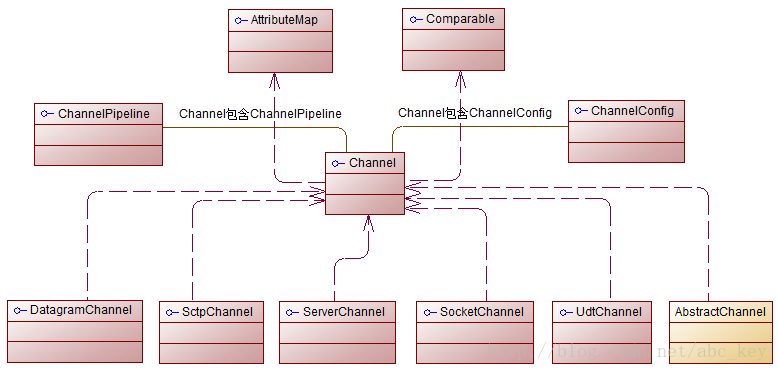 AttributeMap
Comparable
ChannelPipeline
Channel包含ChannelPipeline
Channel包含ChannelConfig
ChannelConfig
Channel
DatagramChannel
SctpChannel
ServerChannel
SocketChannel
UdtChannel
AbstractChannel
net/abc_key